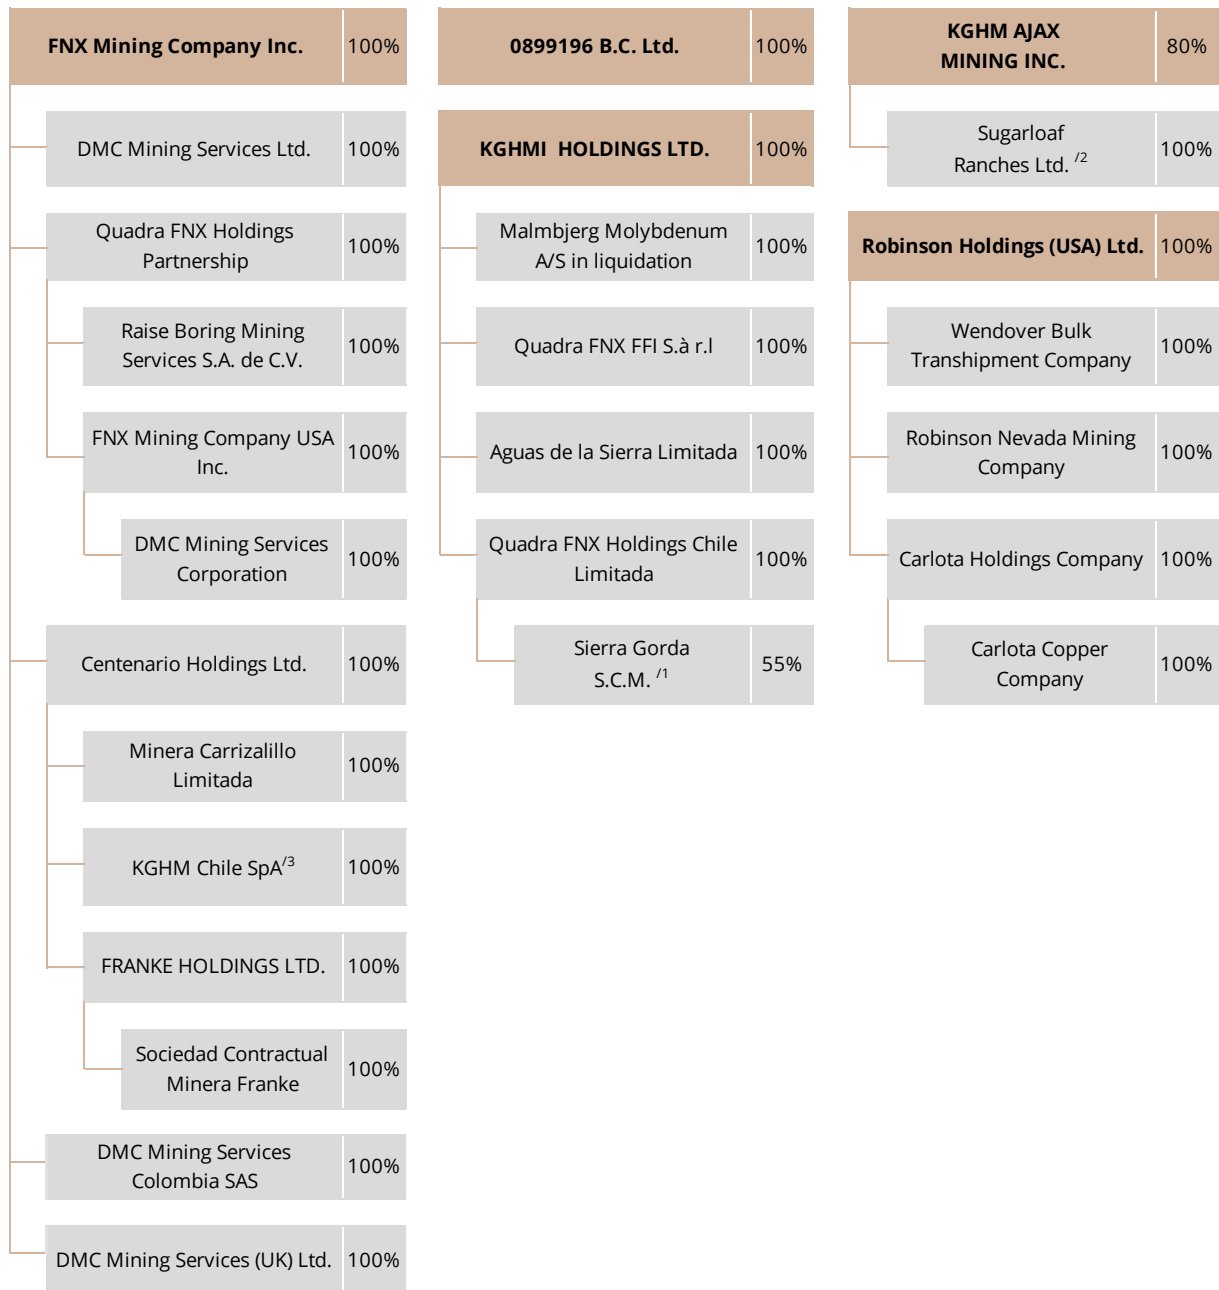 FNX Mining Company Inc.
100%
DMC Mining Services Ltd.
100%
Quadra FNX Holdings
Partnership
100%
Raise Boring Mining
Services S.A. de C.V.
100%
FNX Mining Company USA
Inc.
100%
DMC Mining Services
Corporation
100%
Centenario Holdings Ltd.
100%
Minera Carrizalillo
Limitada
100%
KGHM Chile SpA/3
100%
FRANKE HOLDINGS LTD.
100%
Sociedad Contractual
Minera Franke
100%
DMC Mining Services
Colombia SAS
100%
DMC Mining Services (UK) Ltd.
100%
0899196 B.C. Ltd.
100%
KGHMI HOLDINGS LTD.
100%
Malmbjerg Molybdenum
A/S in liquidation
100%
Quadra FNX FFI S.à r.l
100%
Aguas de la Sierra Limitada
100%
Quadra FNX Holdings Chile
Limitada
100%
Sierra Gorda
S.C.M. /1
55%
KGHM AJAX
MINING INC.
80%
Sugarloaf
Ranches Ltd. /2
100%
Robinson Holdings (USA) Ltd.
100%
Wendover Bulk
Transhipment Company
100%
Robinson Nevada Mining
Company
100%
Carlota Holdings Company
100%
Carlota Copper
Company
100%